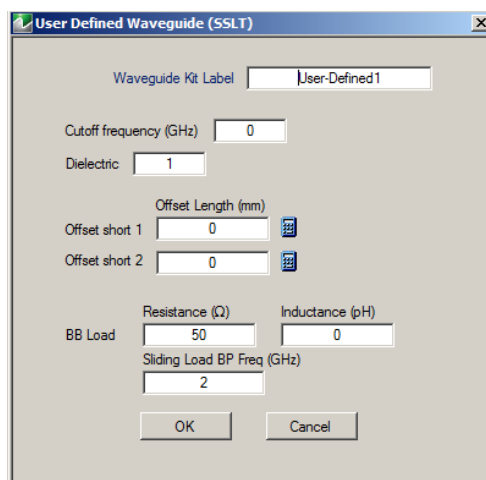 User Defined Waveguide (SSLT)
Waveguide Kit Label User-Defined1
Cutoff frequency (GHz) 0
Dielectric 1
Offset Length (mm)
Offset short 1 0
Offset short 2 0
Resistance (Ω) Inductance (pH)
BB Load 50 0
Sliding Load BP Freq (GHz)
2
OK Cancel